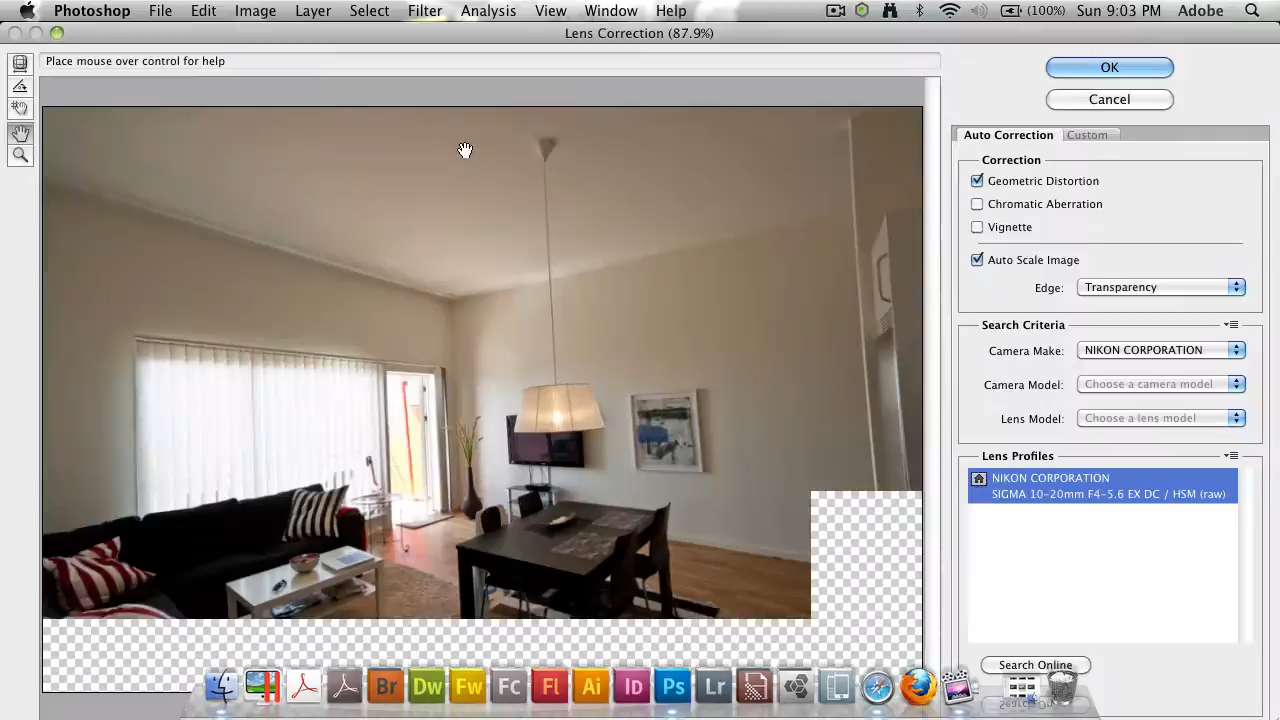 Photoshop File Edit Image Layer Select Filter Analysis View Window Help (100%) Sun 9:03 PM Adobe
Lens Correction (87.9%)
Place mouse over control for help
OK
Cancel
Auto Correction Custom
Correction
Geometric Distortion
Chromatic Aberration
Vignette
Auto Scale Image
Edge: Transparency
Search Criteria
Camera Make: NIKON CORPORATION
Camera Model: Choose a camera model
Lens Model: Choose a lens model
Lens Profiles
NIKON CORPORATION
SIGMA 10-20mm F4-5.6 EX DC / HSM (raw)
Search Online
Br Dw Fw Fc Fl Ai Id Ps Lr